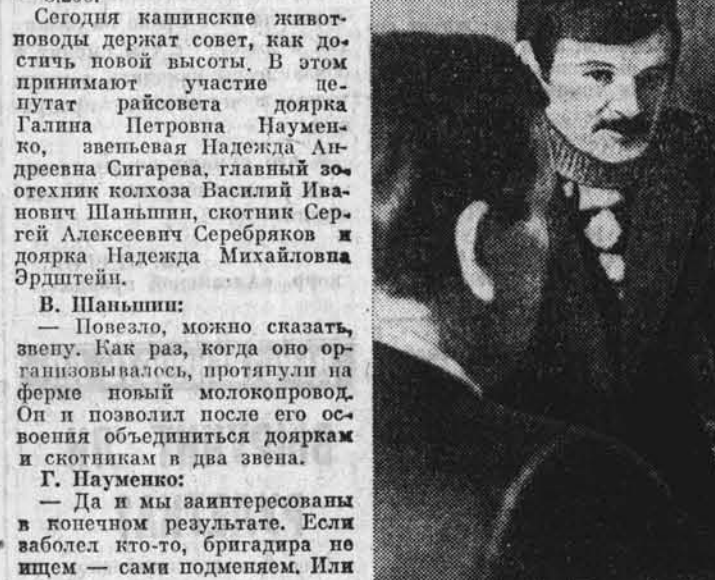 Сегодня кашинские живот-
новоды держат совет, как до-
стичь новой высоты. В этом
принимают участие де-
путат райсовета доярка
Галина Петровна Наумен-
ко, звеньевая Надежда Ан-
дреевна Сигарева, главный зо-
отехник колхоза Василий Ива-
нович Шаньшин, скотник Сер-
гей Алексеевич Серебряков и
доярка Надежда Михайловна
Эрдштейн.
В. Шаньшин:
— Повезло, можно сказать,
звену. Как раз, когда оно ор-
ганизовывалось, протянули на
ферме новый молокопровод.
Он и позволил после его ос-
воения объединиться дояркам
и скотникам в два звена.
Г. Науменко:
— Да и мы заинтересованы
в конечном результате. Если
заболел кто-то, бригадира не
ищем — сами подменяем. Или